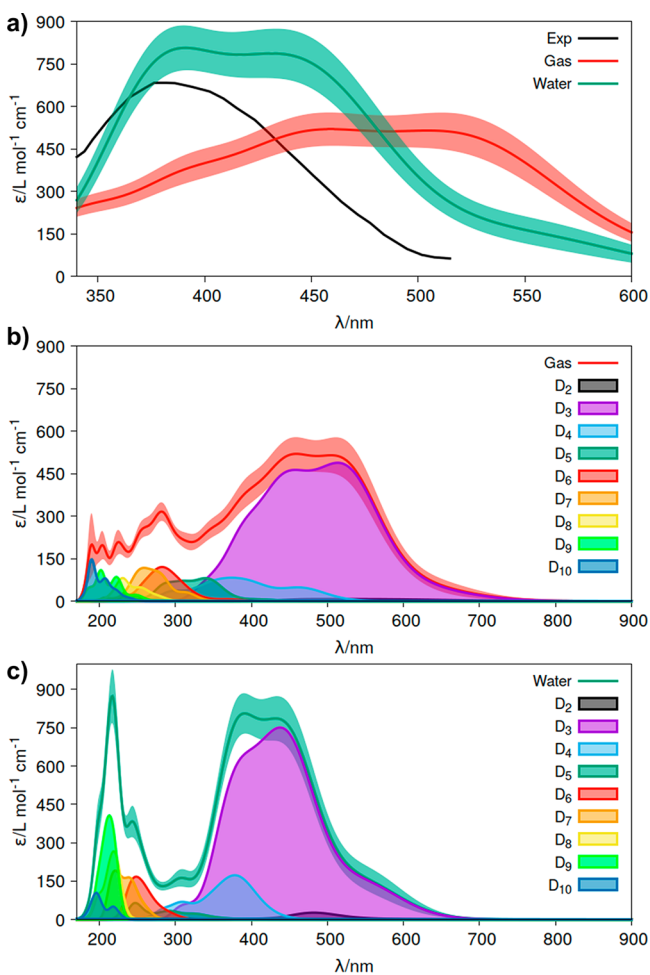 a)
900
750
600
450
300
150
0
ε/L mol⁻¹ cm⁻¹
Exp
Gas
Water
350 400 450 500 550 600
λ/nm
b)
900
750
600
450
300
150
0
ε/L mol⁻¹ cm⁻¹
Gas
D₂
D₃
D₄
D₅
D₆
D₇
D₈
D₉
D₁₀
200 300 400 500 600 700 800 900
λ/nm
c)
900
750
600
450
300
150
0
ε/L mol⁻¹ cm⁻¹
Water
D₂
D₃
D₄
D₅
D₆
D₇
D₈
D₉
D₁₀
200 300 400 500 600 700 800 900
λ/nm